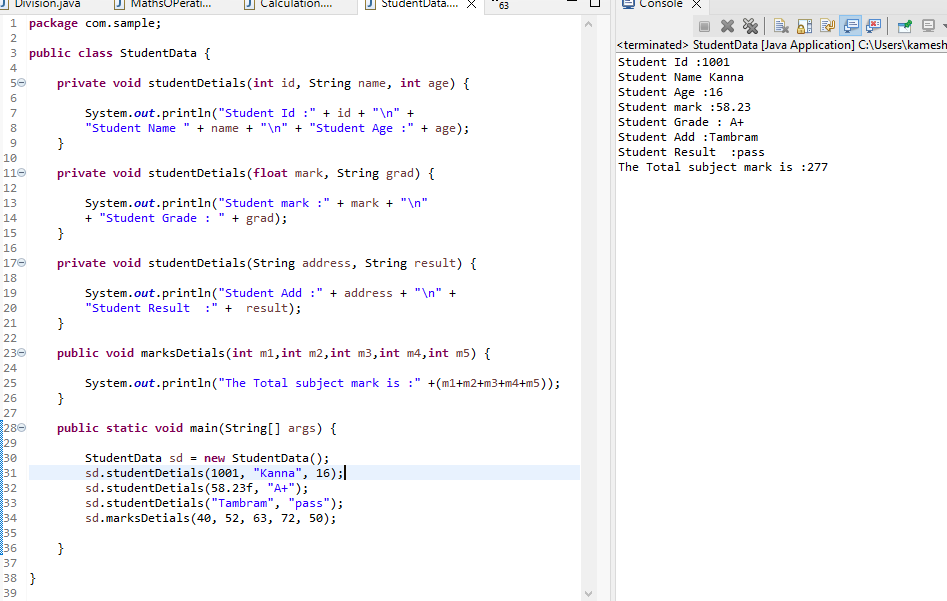 Division.java MathsOPerati... Calculation.... StudentData.... 63
1 package com.sample;
2
3 public class StudentData {
4
5 private void studentDetials(int id, String name, int age) {
6
7 System.out.println("Student Id :" + id + "\n" +
8 "Student Name " + name + "\n" + "Student Age :" + age);
9 }
10
11 private void studentDetials(float mark, String grad) {
12
13 System.out.println("Student mark :" + mark + "\n"
14 + "Student Grade : " + grad);
15 }
16
17 private void studentDetials(String address, String result) {
18
19 System.out.println("Student Add :" + address + "\n" +
20 "Student Result  :" +  result);
21 }
22
23 public void marksDetials(int m1,int m2,int m3,int m4,int m5) {
24
25 System.out.println("The Total subject mark is :" +(m1+m2+m3+m4+m5));
26 }
27
28 public static void main(String[] args) {
29
30 StudentData sd = new StudentData();
31 sd.studentDetials(1001, "Kanna", 16);
32 sd.studentDetials(58.23f, "A+");
33 sd.studentDetials("Tambram", "pass");
34 sd.marksDetials(40, 52, 63, 72, 50);
35
36 }
37
38 }
39
Console
<terminated> StudentData [Java Application] C:\Users\kamesh
Student Id :1001
Student Name Kanna
Student Age :16
Student mark :58.23
Student Grade : A+
Student Add :Tambram
Student Result  :pass
The Total subject mark is :277